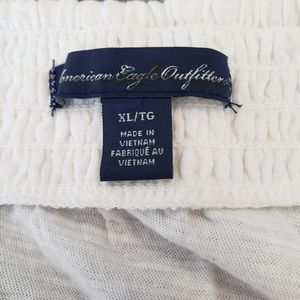 American Eagle Outfitters
XL/TG
MADE IN
VIETNAM
FABRIQUÉ AU
VIETNAM